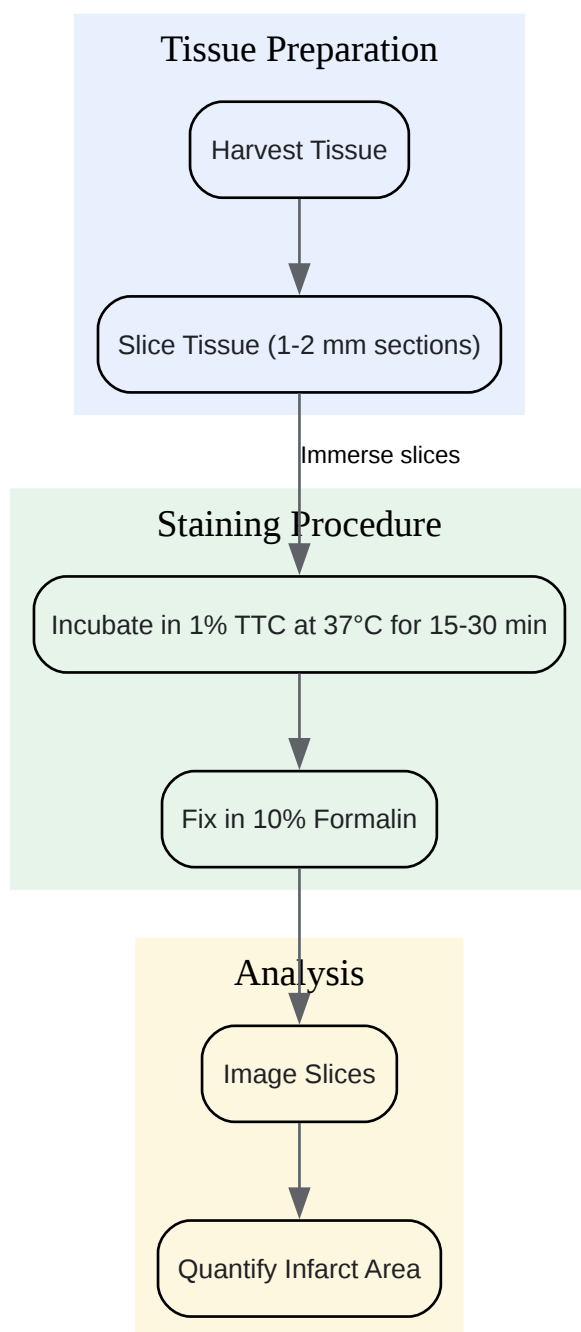 Tissue Preparation
Harvest Tissue
Slice Tissue (1-2 mm sections)
Immerse slices
Staining Procedure
Incubate in 1% TTC at 37°C for 15-30 min
Fix in 10% Formalin
Analysis
Image Slices
Quantify Infarct Area